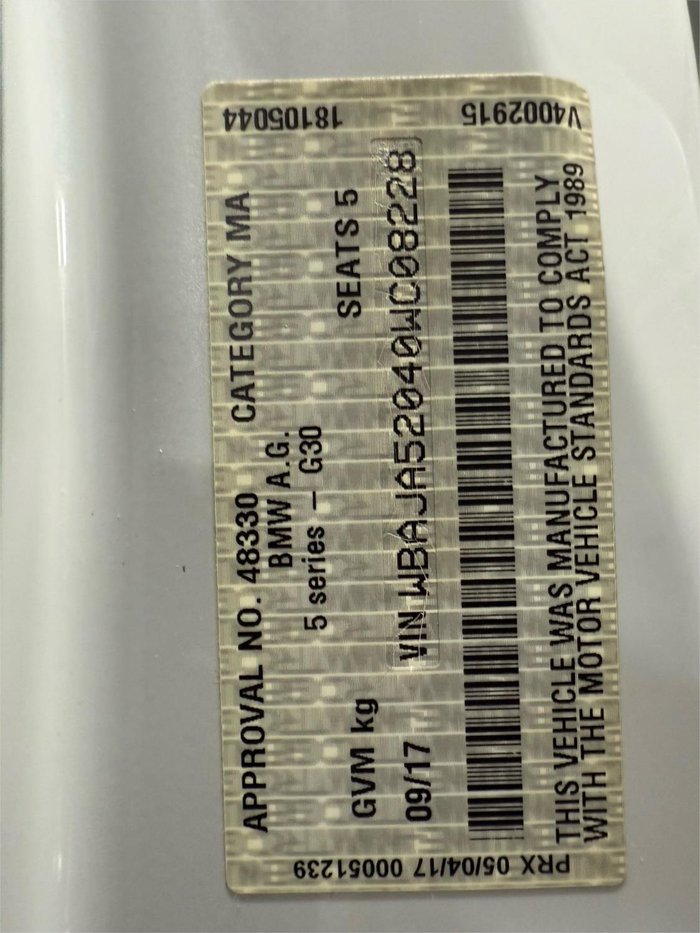 APPROVAL NO. 48330 CATEGORY MA
BMW A.G.
5 series – G30
GVM kg SEATS 5
09/17 VIN WBAJA52040WC08228
THIS VEHICLE WAS MANUFACTURED TO COMPLY
WITH THE MOTOR VEHICLE STANDARDS ACT 1989
18105044
V4002915
PRX 05/04/17 00051239